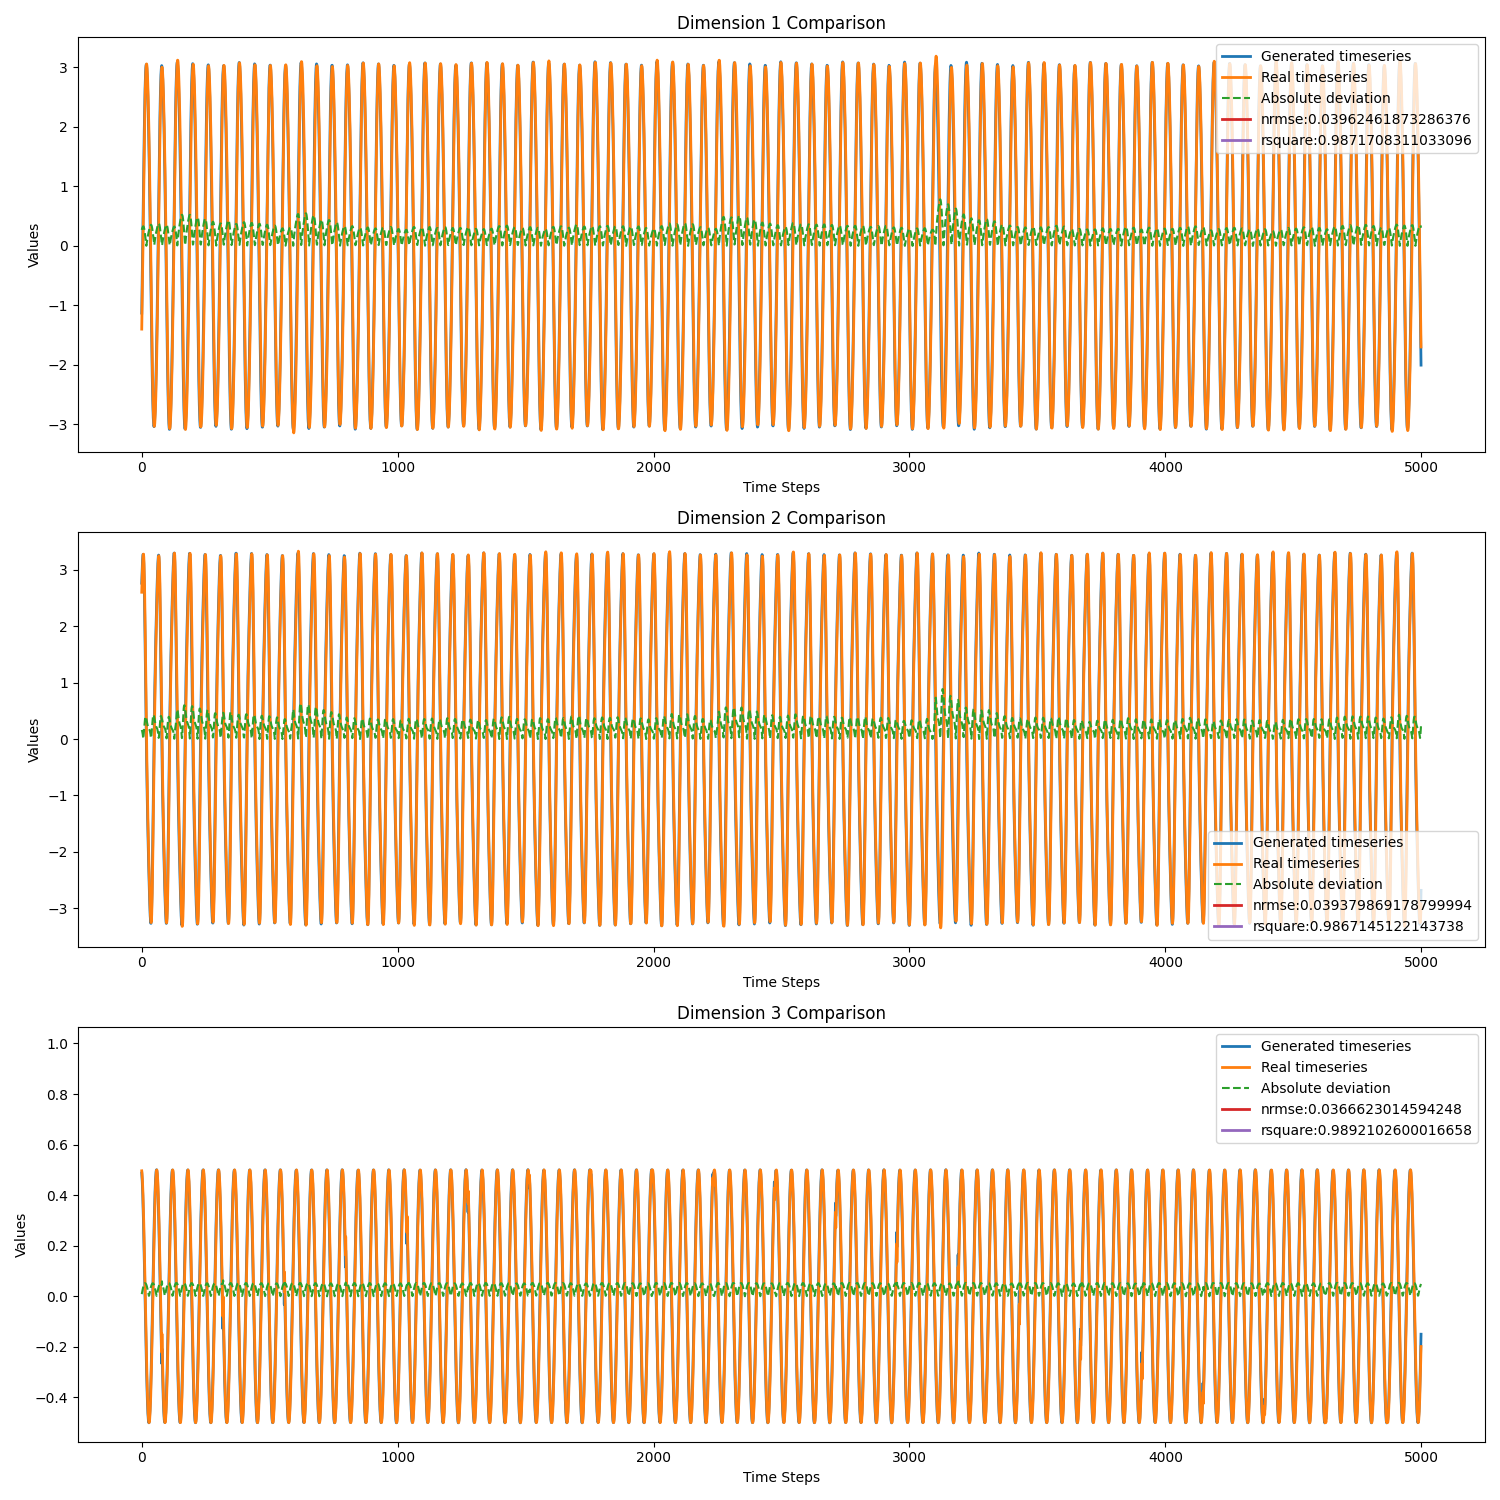 Dimension 1 Comparison
Generated timeseries
Real timeseries
Absolute deviation
nrmse:0.03962461873286376
rsquare:0.9871708311033096
3
2
1
0
−1
−2
−3
Values
0 1000 2000 3000 4000 5000
Time Steps
Dimension 2 Comparison
3
2
1
0
−1
−2
−3
Values
Generated timeseries
Real timeseries
Absolute deviation
nrmse:0.039379869178799994
rsquare:0.9867145122143738
0 1000 2000 3000 4000 5000
Time Steps
Dimension 3 Comparison
Generated timeseries
Real timeseries
Absolute deviation
nrmse:0.0366623014594248
rsquare:0.9892102600016658
1.0
0.8
0.6
0.4
0.2
0.0
−0.2
−0.4
Values
0 1000 2000 3000 4000 5000
Time Steps